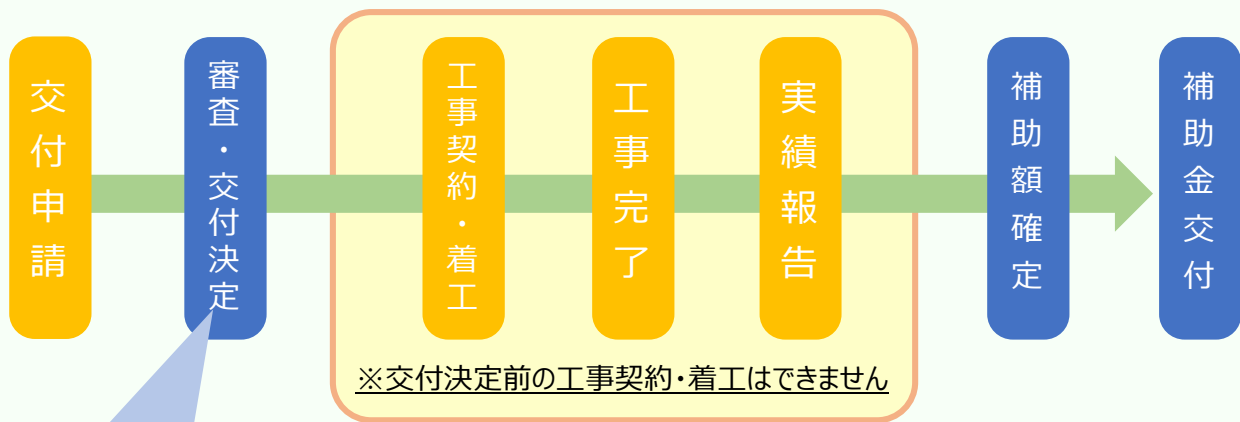 交付申請
審査・交付決定
工事契約・着工
工事完了
実績報告
補助額確定
補助金交付
※交付決定前の工事契約・着工はできません